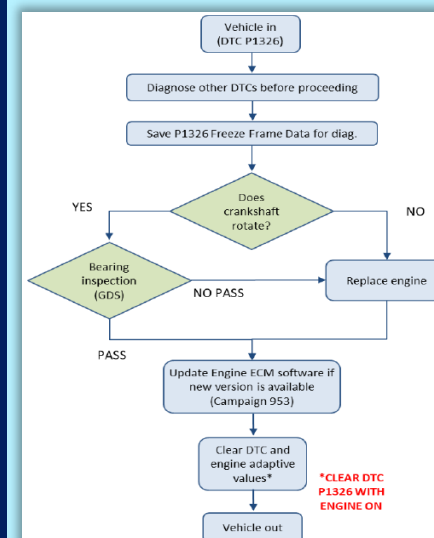 Vehicle in
(DTC P1326)
Diagnose other DTCs before proceeding
Save P1326 Freeze Frame Data for diag.
Does
crankshaft
rotate?
YES
NO
Bearing
inspection
(GDS)
NO PASS
Replace engine
PASS
Update Engine ECM software if
new version is available
(Campaign 953)
Clear DTC and
engine adaptive
values*
*CLEAR DTC
P1326 WITH
ENGINE ON
Vehicle out